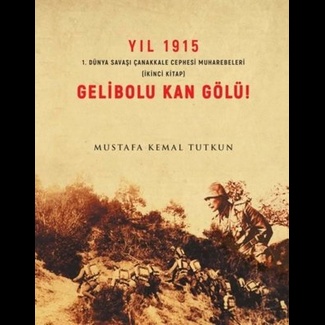 YIL 1915
1. DÜNYA SAVAŞI ÇANAKKALE CEPHESİ MUHAREBELERİ
(İKİNCİ KİTAP)
GELİBOLU KAN GÖLÜ!
MUSTAFA KEMAL TUTKUN